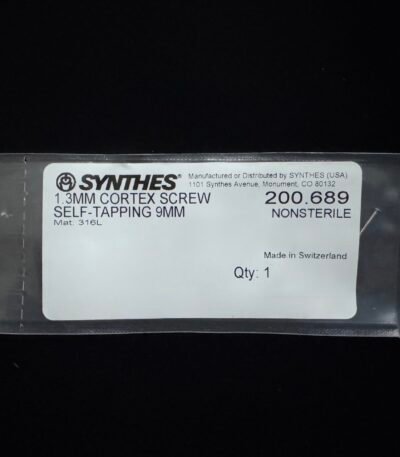 SYNTHES® Manufactured or Distributed by SYNTHES (USA)
1101 Synthes Avenue, Monument, CO 80132
1.3MM CORTEX SCREW 200.689
SELF-TAPPING 9MM NONSTERILE
Mat. 316L
Made in Switzerland
Qty: 1